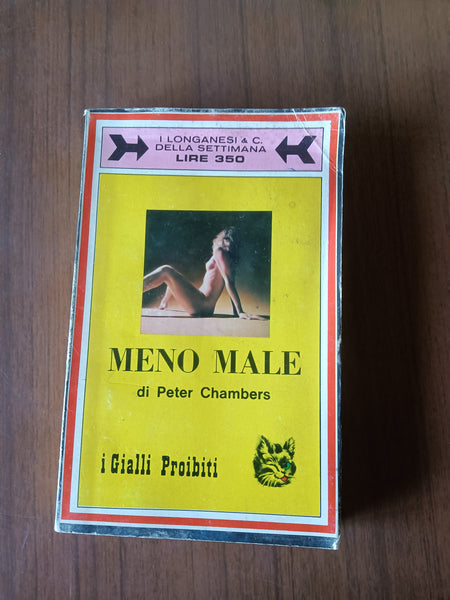 I LONGANESI & C.
DELLA SETTIMANA
LIRE 350
MENO MALE
di Peter Chambers
i Gialli Proibiti